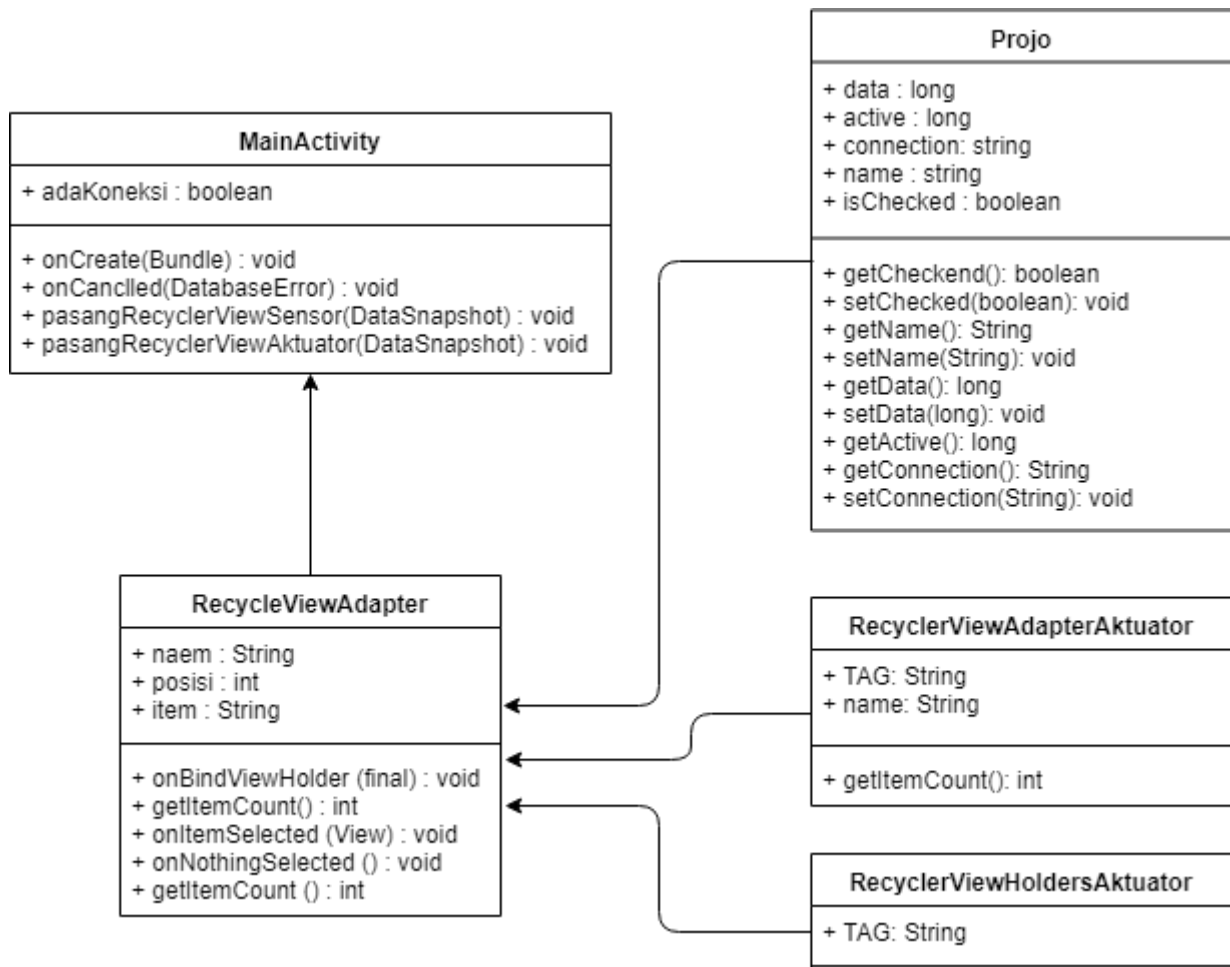 MainActivity
+ adaKoneksi : boolean
+ onCreate(Bundle) : void
+ onCanclled(DatabaseError) : void
+ pasangRecyclerViewSensor(DataSnapshot) : void
+ pasangRecyclerViewAktuator(DataSnapshot) : void
Projo
+ data : long
+ active : long
+ connection: string
+ name : string
+ isChecked : boolean
+ getCheckend(): boolean
+ setChecked(boolean): void
+ getName(): String
+ setName(String): void
+ getData(): long
+ setData(long): void
+ getActive(): long
+ getConnection(): String
+ setConnection(String): void
RecycleViewAdapter
+ naem : String
+ posisi : int
+ item : String
+ onBindViewHolder (final) : void
+ getItemCount() : int
+ onItemSelected (View) : void
+ onNothingSelected () : void
+ getItemCount () : int
RecyclerViewAdapterAktuator
+ TAG: String
+ name: String
+ getItemCount(): int
RecyclerViewHoldersAktuator
+ TAG: String